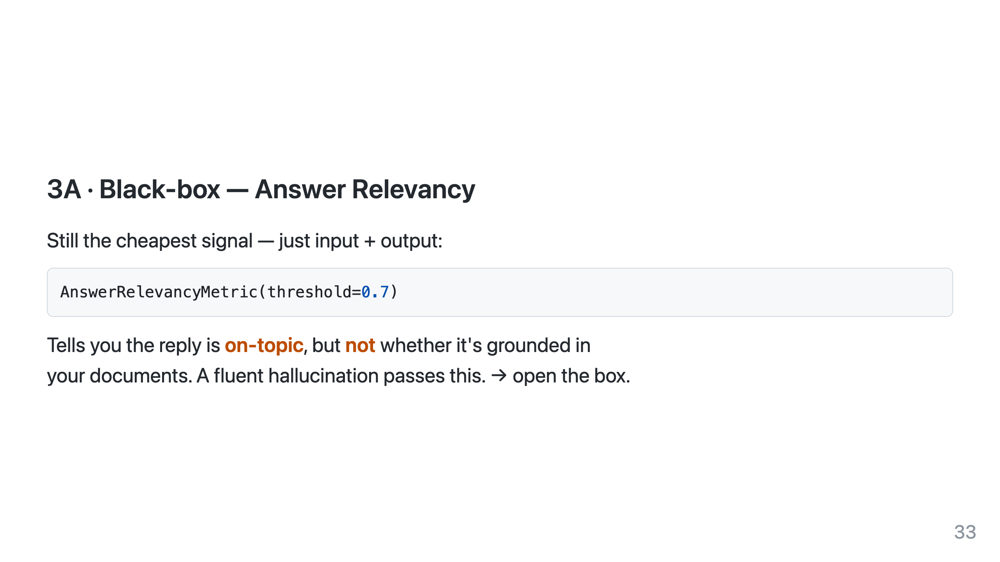 3A · Black-box — Answer Relevancy
Still the cheapest signal — just input + output:
AnswerRelevancyMetric(threshold=0.7)
Tells you the reply is on-topic, but not whether it's grounded in
your documents. A fluent hallucination passes this. → open the box.
33